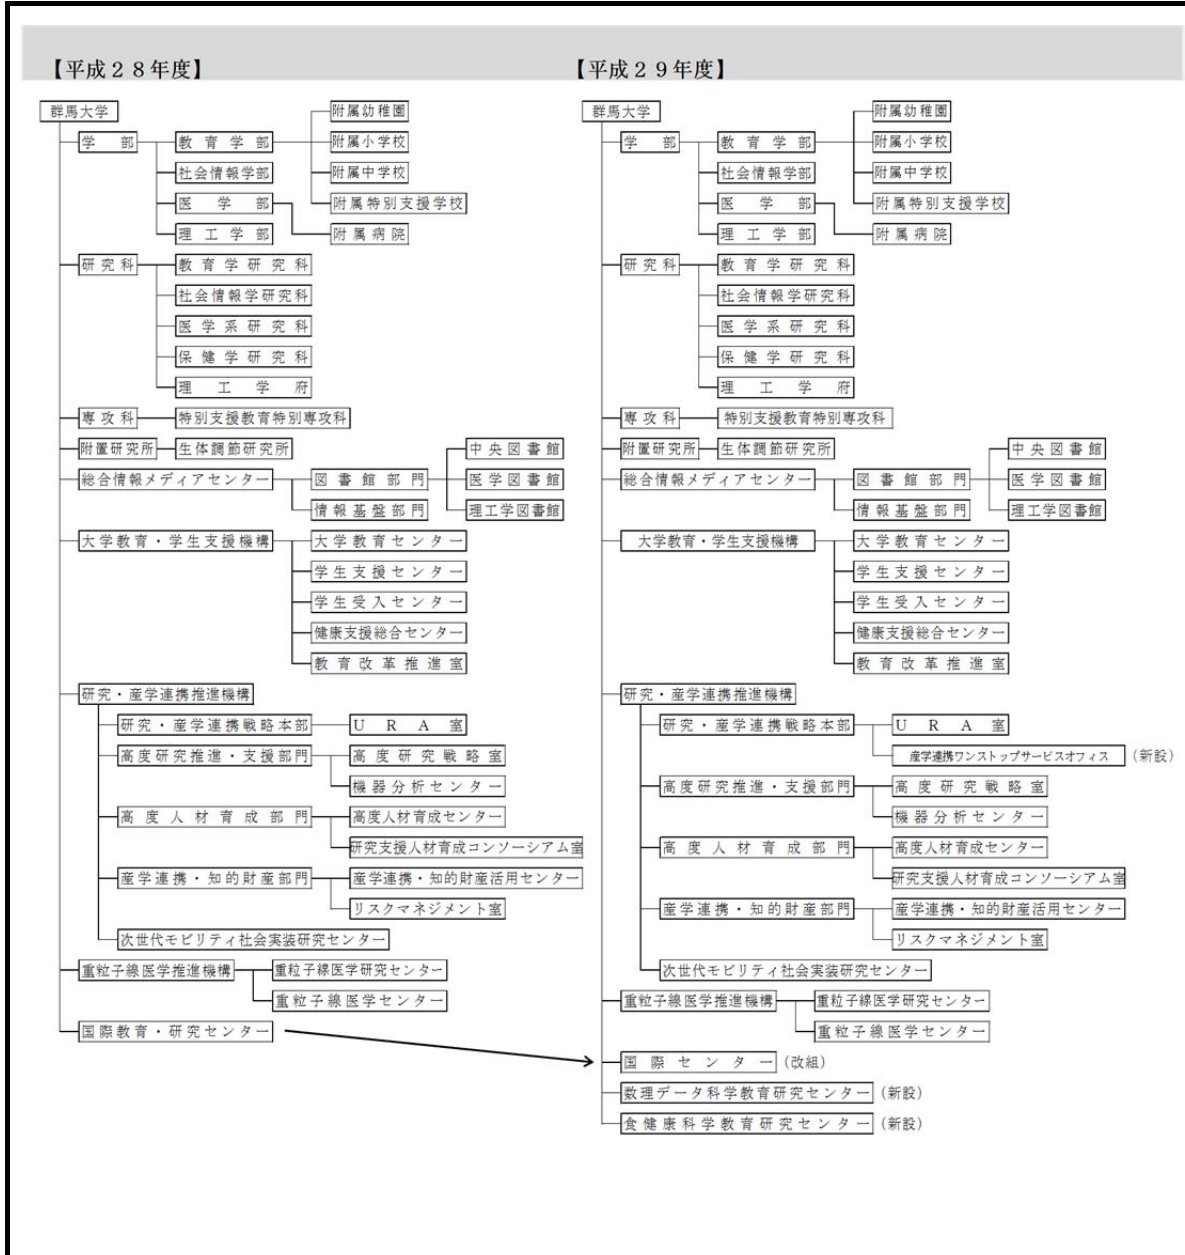 【平成28年度】
群馬大学
学部
教育学部
附属幼稚園
附属小学校
附属中学校
附属特別支援学校
社会情報学部
医学部
附属病院
理工学部
研究科
教育学研究科
社会情報学研究科
医学系研究科
保健学研究科
理工学府
専攻科
特別支援教育特別専攻科
附置研究所
生体調節研究所
総合情報メディアセンター
図書館部門
中央図書館
医学図書館
理工学図書館
情報基盤部門
大学教育・学生支援機構
大学教育センター
学生支援センター
学生受入センター
健康支援総合センター
教育改革推進室
研究・産学連携推進機構
研究・産学連携戦略本部
URA室
高度研究推進・支援部門
高度研究戦略室
機器分析センター
高度人材育成部門
高度人材育成センター
研究支援人材育成コンソーシアム室
産学連携・知的財産部門
産学連携・知的財産活用センター
リスクマネジメント室
次世代モビリティ社会実装研究センター
重粒子線医学推進機構
重粒子線医学研究センター
重粒子線医学センター
国際教育・研究センター
【平成29年度】
群馬大学
学部
教育学部
附属幼稚園
附属小学校
附属中学校
附属特別支援学校
社会情報学部
医学部
附属病院
理工学部
研究科
教育学研究科
社会情報学研究科
医学系研究科
保健学研究科
理工学府
専攻科
特別支援教育特別専攻科
附置研究所
生体調節研究所
総合情報メディアセンター
図書館部門
中央図書館
医学図書館
理工学図書館
情報基盤部門
大学教育・学生支援機構
大学教育センター
学生支援センター
学生受入センター
健康支援総合センター
教育改革推進室
研究・産学連携推進機構
研究・産学連携戦略本部
URA室
産学連携ワンストップサービスオフィス (新設)
高度研究推進・支援部門
高度研究戦略室
機器分析センター
高度人材育成部門
高度人材育成センター
研究支援人材育成コンソーシアム室
産学連携・知的財産部門
産学連携・知的財産活用センター
リスクマネジメント室
次世代モビリティ社会実装研究センター
重粒子線医学推進機構
重粒子線医学研究センター
重粒子線医学センター
国際センター (改組)
数理データ科学教育研究センター (新設)
食健康科学教育研究センター (新設)